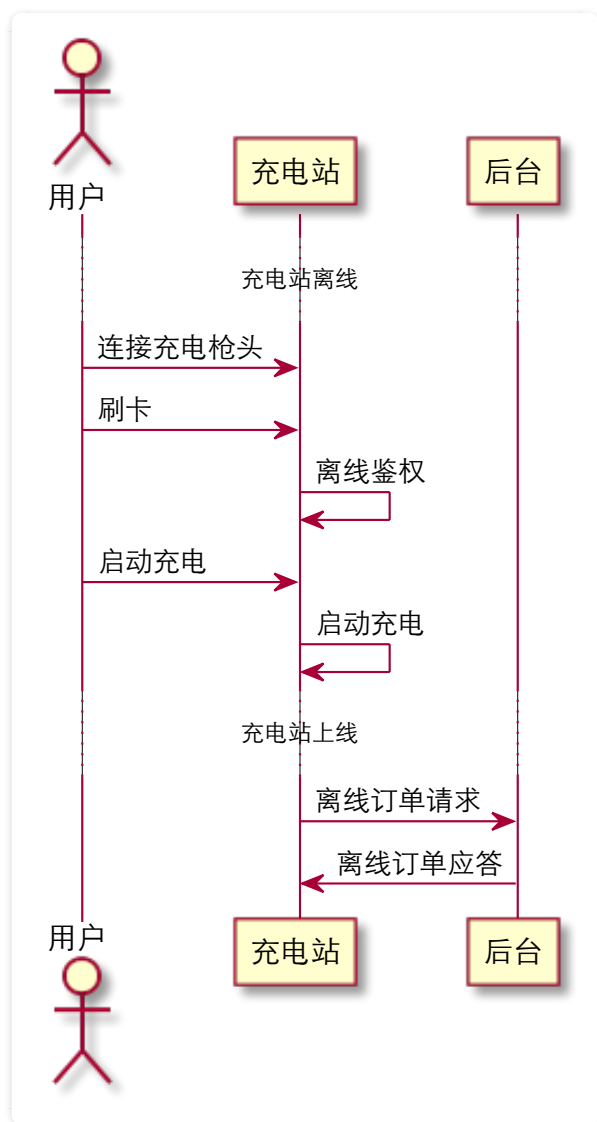 用户
充电站
后台
充电站离线
连接充电枪头
刷卡
离线鉴权
启动充电
启动充电
充电站上线
离线订单请求
离线订单应答
用户
充电站
后台